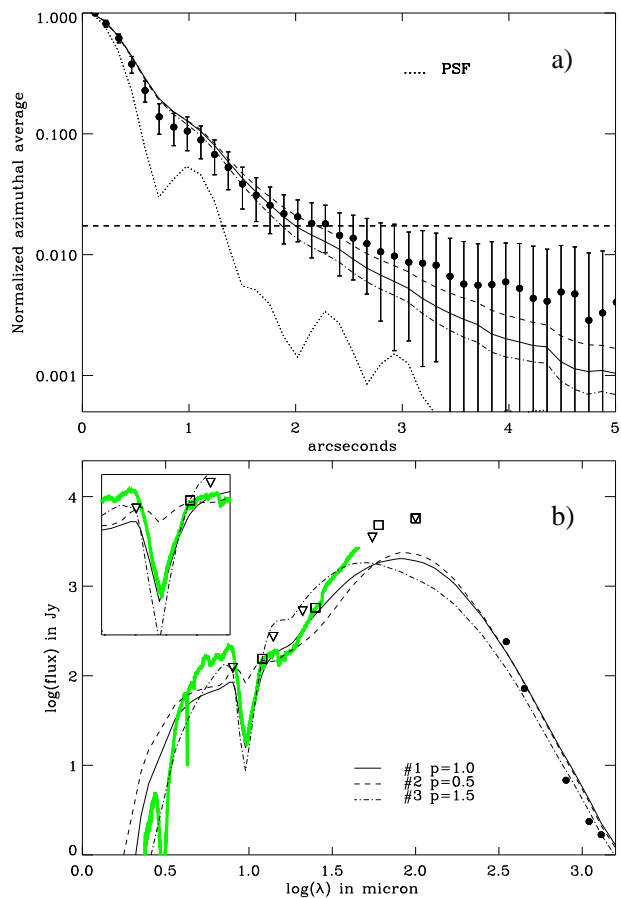 1.000
0.100
0.010
0.001
Normalized azimuthal average
PSF
a)
0 1 2 3 4 5
arcseconds
4
3
2
1
0
log(flux) in Jy
b)
#1 p=1.0
#2 p=0.5
#3 p=1.5
0.0 0.5 1.0 1.5 2.0 2.5 3.0
log(λ) in micron